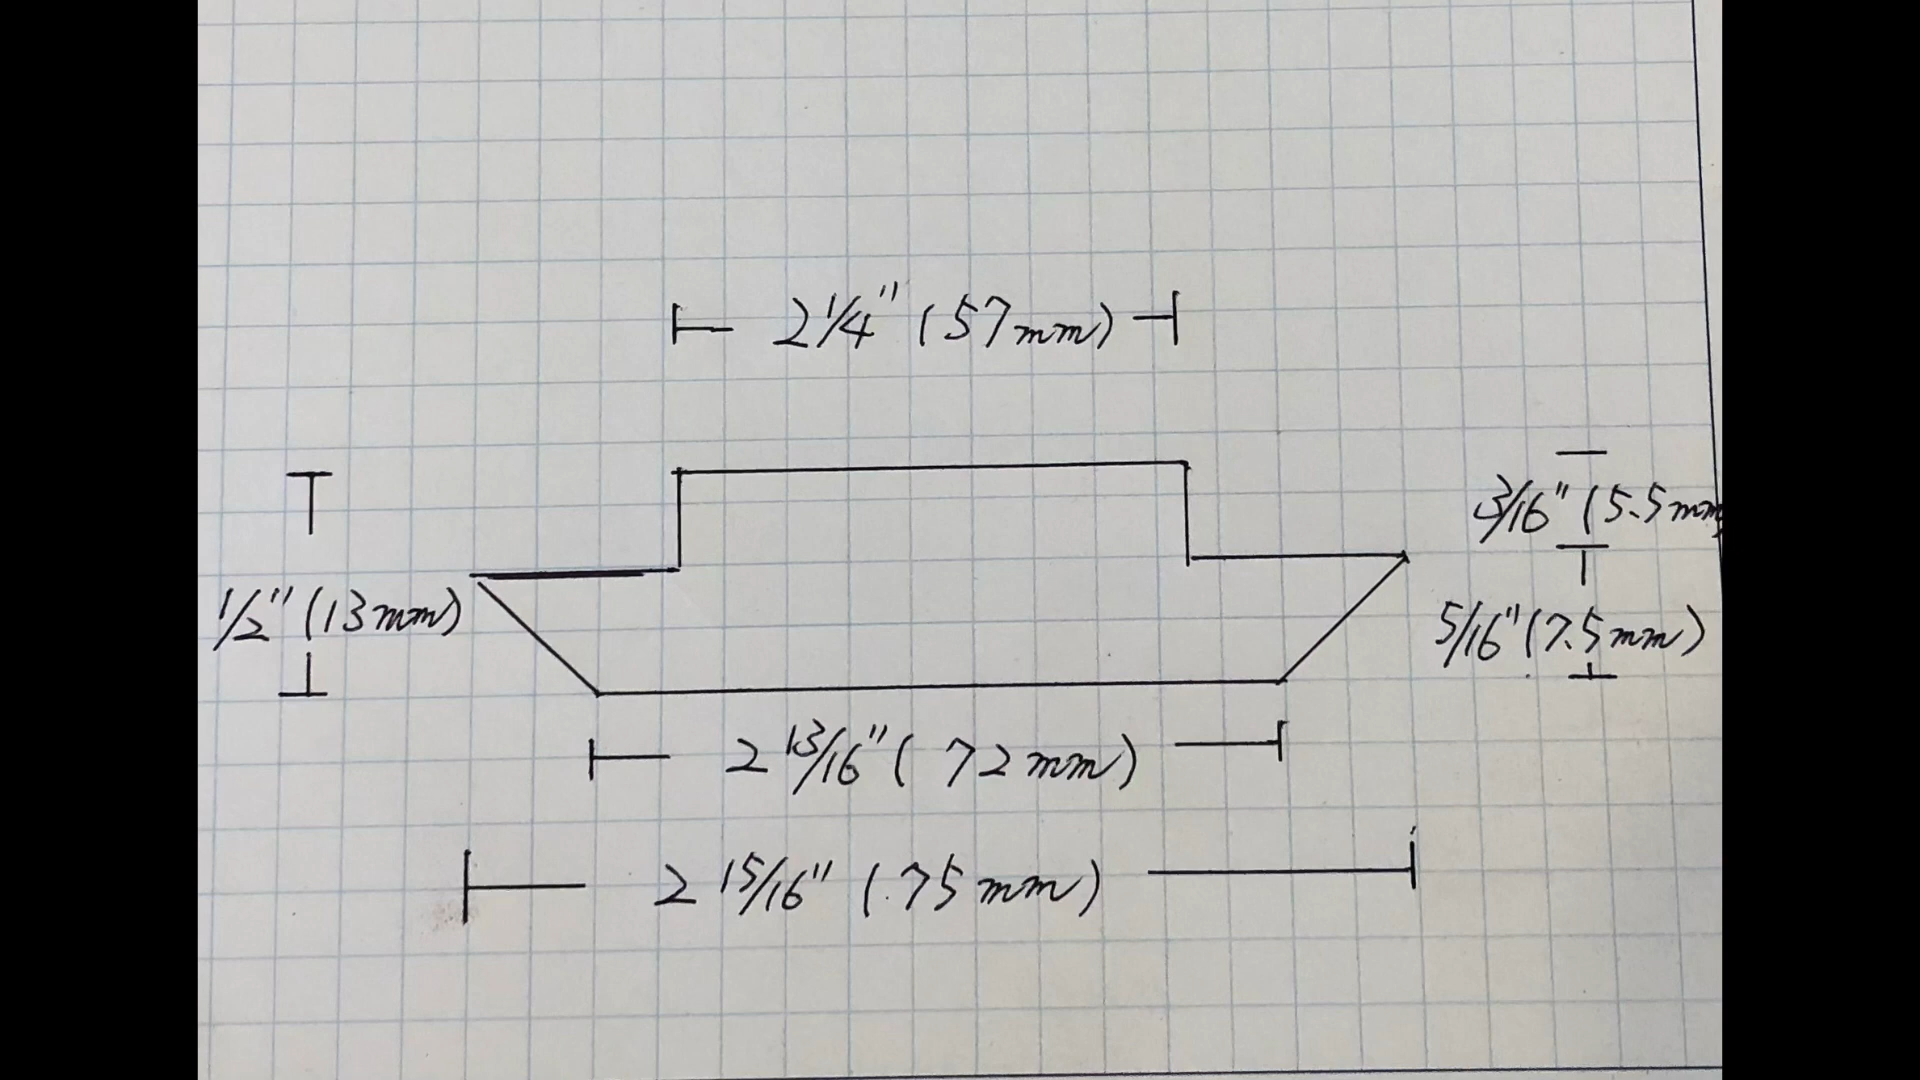 2 1/4" (57mm)
3/16" (5.5mm)
1/2" (13mm)
5/16" (7.5mm)
2 13/16" (72mm)
2 15/16" (75mm)